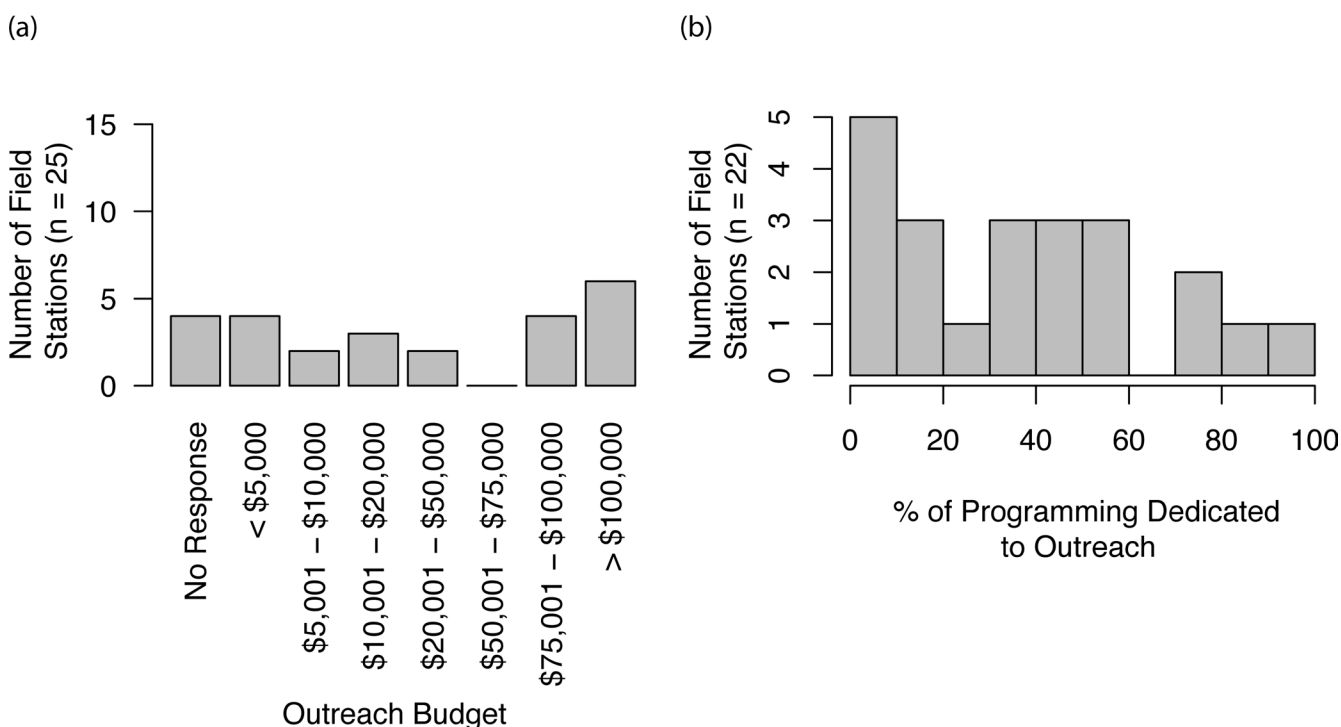 (a)
Number of Field
Stations (n = 25)
15
10
5
0
No Response
< $5,000
$5,001 – $10,000
$10,001 – $20,000
$20,001 – $50,000
$50,001 – $75,000
$75,001 – $100,000
> $100,000
Outreach Budget
(b)
Number of Field
Stations (n = 22)
5
4
3
2
1
0
0 20 40 60 80 100
% of Programming Dedicated
to Outreach